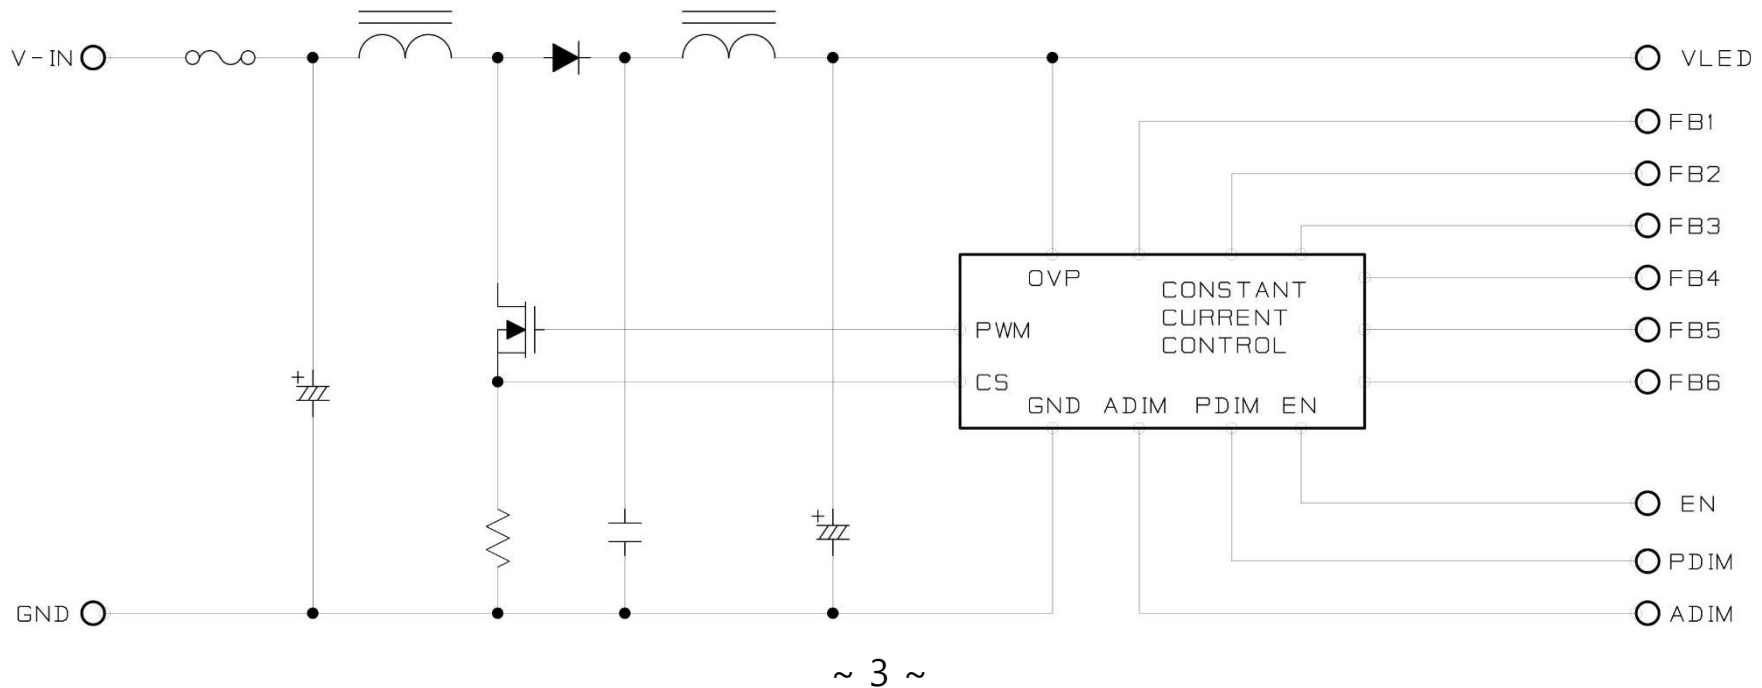 V-IN
VLED
FB1
FB2
FB3
FB4
FB5
FB6
OVP
CONSTANT
CURRENT
CONTROL
PWM
CS
GND ADIM PDIM EN
EN
PDIM
GND
ADIM
+
+
~ 3 ~